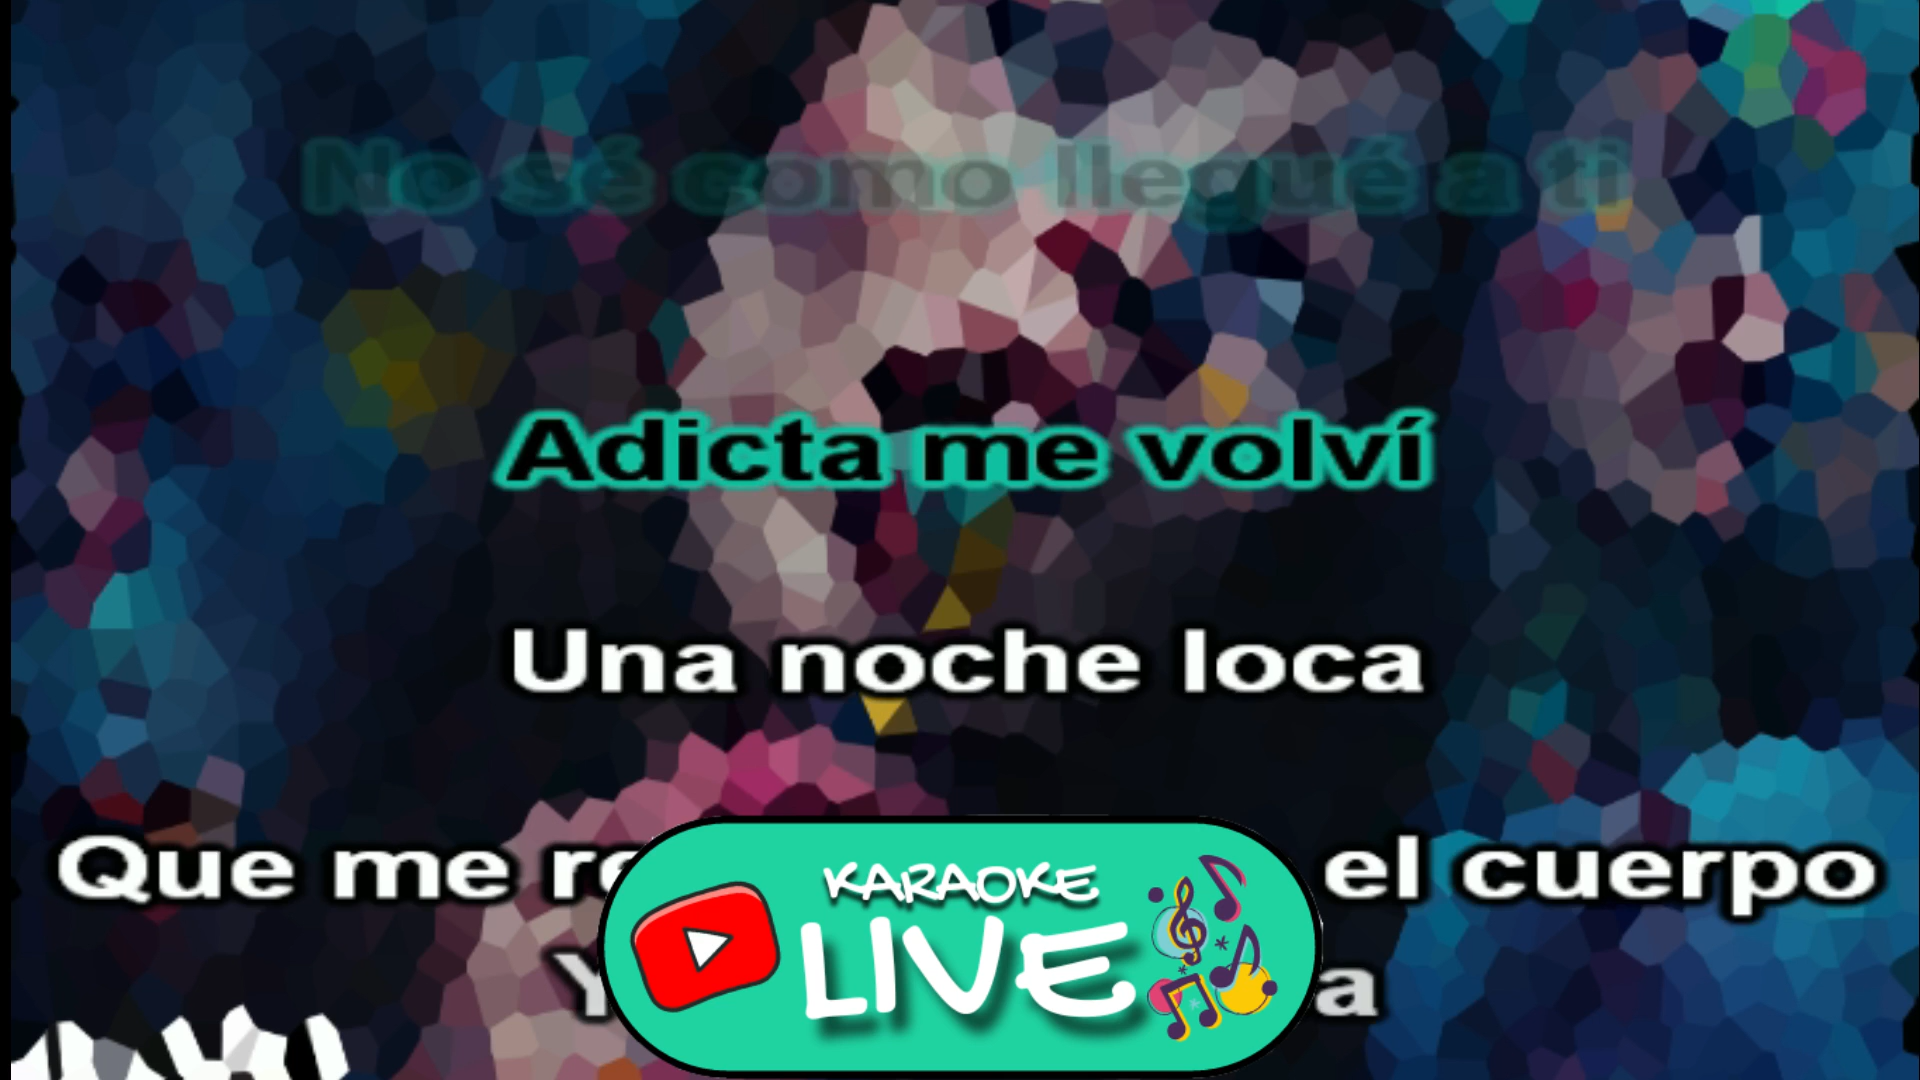 No sé como llegué a ti
Adicta me volví
Una noche loca
Que me el cuerpo
KARAOKE
LIVE